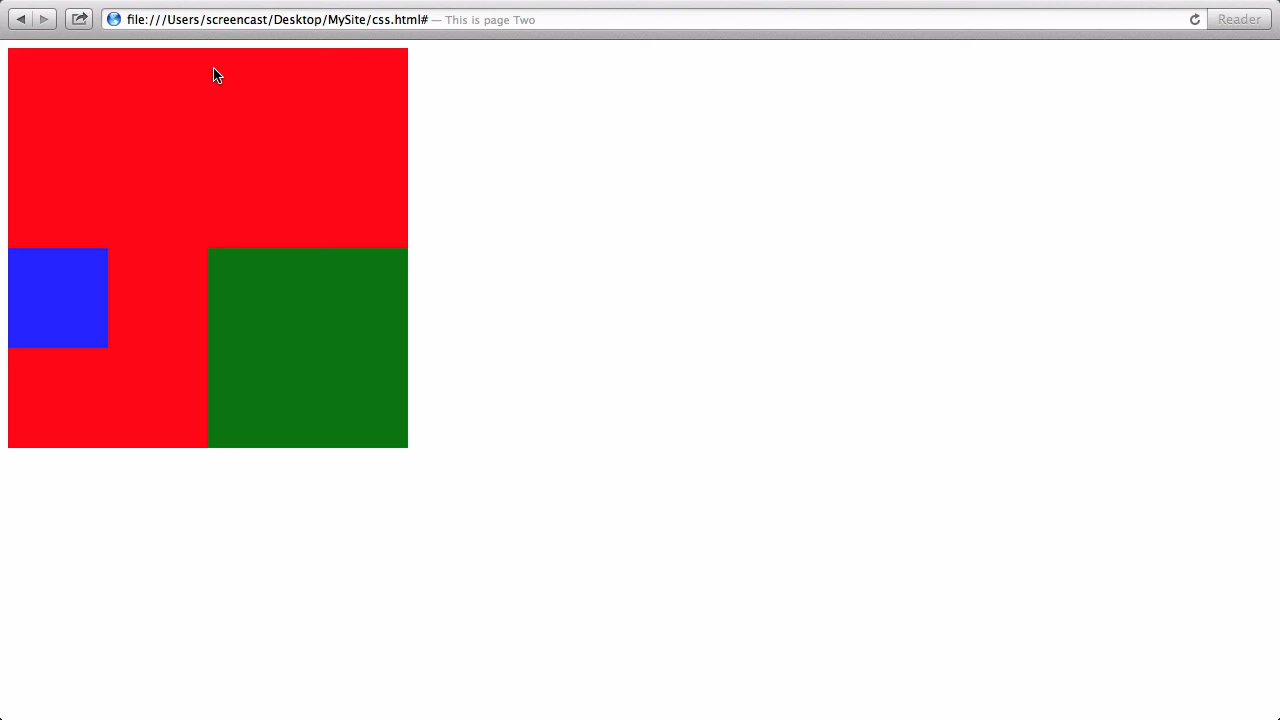 file:///Users/screencast/Desktop/MySite/css.html# — This is page Two
Reader